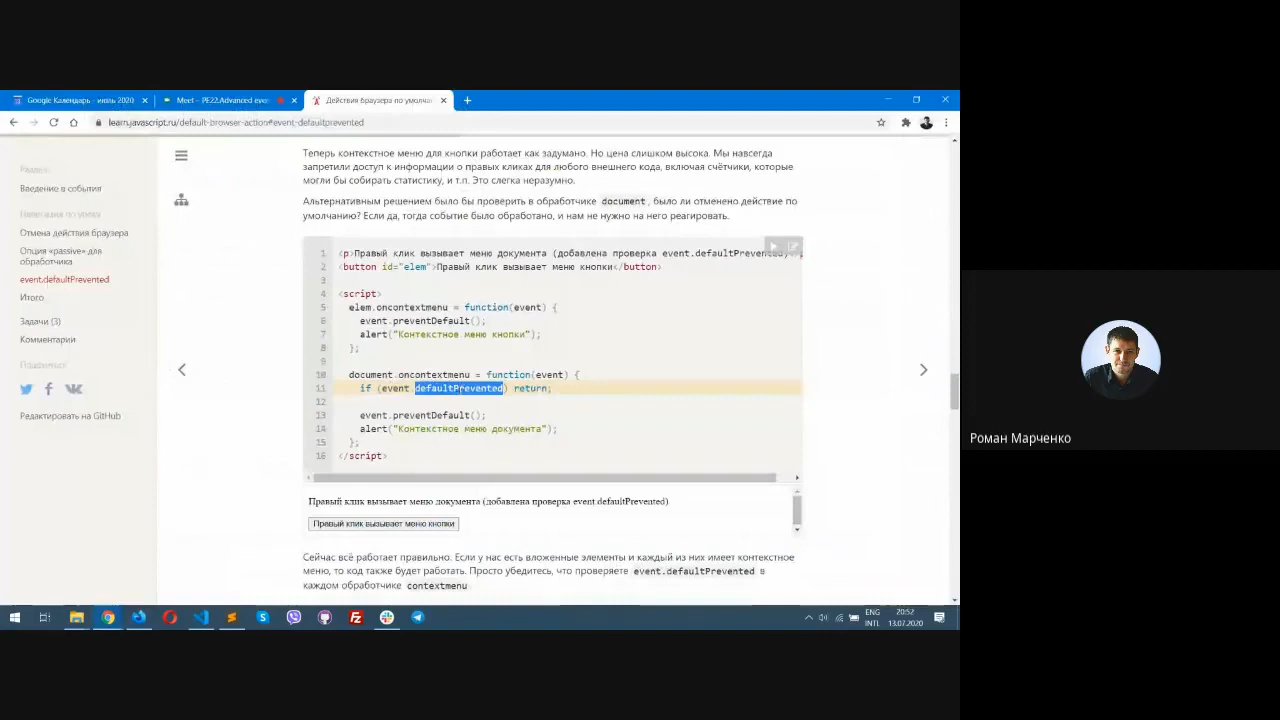 Google Календарь - июль 2020
Meet – PE22.Advanced eve
Действия браузера по умолча
learn.javascript.ru/default-browser-action#event-defaultprevented
Раздел
Введение в события
Навигация по уроку
Отмена действия браузера
Опция «passive» для
обработчика
event.defaultPrevented
Итого
Задачи (3)
Комментарии
Поделиться
Редактировать на GitHub
Теперь контекстное меню для кнопки работает как задумано. Но цена слишком высока. Мы навсегда
запретили доступ к информации о правых кликах для любого внешнего кода, включая счётчики, которые
могли бы собирать статистику, и т.п. Это слегка неразумно.
Альтернативным решением было бы проверить в обработчике document, было ли отменено действие по
умолчанию? Если да, тогда событие было обработано, и нам не нужно на него реагировать.
1 <p>Правый клик вызывает меню документа (добавлена проверка event.defaultPrevented)
2 <button id="elem">Правый клик вызывает меню кнопки</button>
3
4 <script>
5 elem.oncontextmenu = function(event) {
6 event.preventDefault();
7 alert("Контекстное меню кнопки");
8 };
9
10 document.oncontextmenu = function(event) {
11 if (event.defaultPrevented) return;
12
13 event.preventDefault();
14 alert("Контекстное меню документа");
15 };
16 </script>
Правый клик вызывает меню документа (добавлена проверка event.defaultPrevented)
Правый клик вызывает меню кнопки
Сейчас всё работает правильно. Если у нас есть вложенные элементы и каждый из них имеет контекстное
меню, то код также будет работать. Просто убедитесь, что проверяете event.defaultPrevented в
каждом обработчике contextmenu
ENG
INTL
20:52
13.07.2020
Роман Марченко